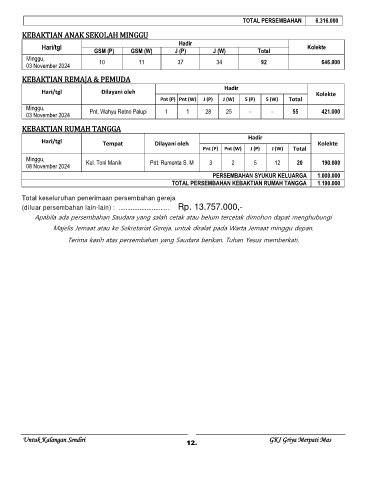 TOTAL PERSEMBAHAN 8.316.000
KEBAKTIAN ANAK SEKOLAH MINGGU
Hari/tgl Hadir Kolekte
GSM (P) GSM (W) J (P) J (W) Total
Minggu,
03 November 2024 10 11 37 34 92 646.000
KEBAKTIAN REMAJA & PEMUDA
Hari/tgl Dilayani oleh Hadir Kolekte
Pnt (P) Pnt (W) J (P) J (W) S (P) S (W) Total
Minggu,
03 November 2024 Pnt. Wahyu Retno Palupi 1 1 28 25 - - 55 421.000
KEBAKTIAN RUMAH TANGGA
Hari/tgl Tempat Dilayani oleh Hadir Kolekte
Pnt (P) Pnt (W) J (P) J (W) Total
Minggu,
08 November 2024 Kel. Toni Manik Pdt. Rumenta S. M 3 2 5 12 20 190.000
PERSEMBAHAN SYUKUR KELUARGA 1.000.000
TOTAL PERSEMBAHAN KEBAKTIAN RUMAH TANGGA 1.190.000
Total keseluruhan penerimaan persembahan gereja
(diluar persembahan lain-lain) : ........................... Rp. 13.757.000,-
Apabila ada persembahan Saudara yang salah cetak atau belum tercetak dimohon dapat menghubungi
Majelis Jemaat atau ke Sekretariat Gereja, untuk diralat pada Warta Jemaat minggu depan.
Terima kasih atas persembahan yang Saudara berikan. Tuhan Yesus memberkati.
Untuk Kalangan Sendiri 12. GKJ Griya Merpati Mas